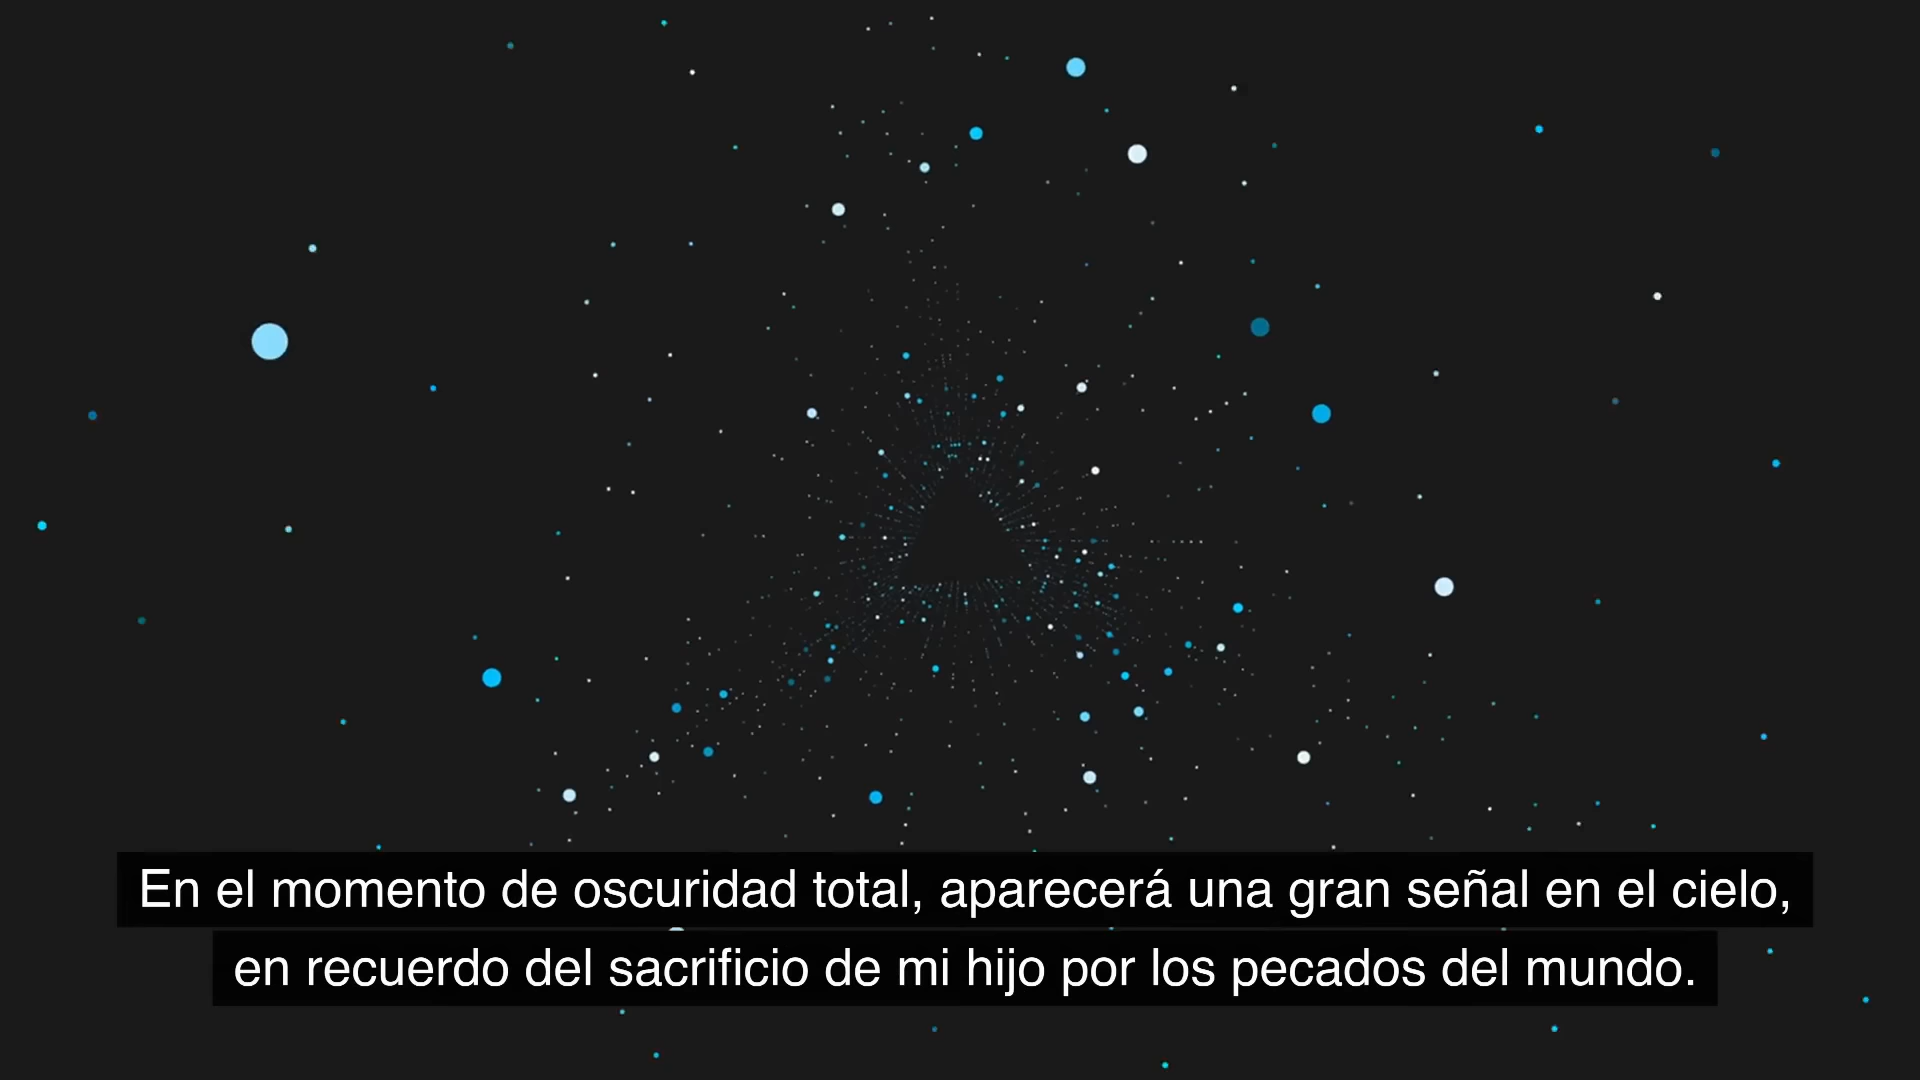 En el momento de oscuridad total, aparecerá una gran señal en el cielo,
en recuerdo del sacrificio de mi hijo por los pecados del mundo.